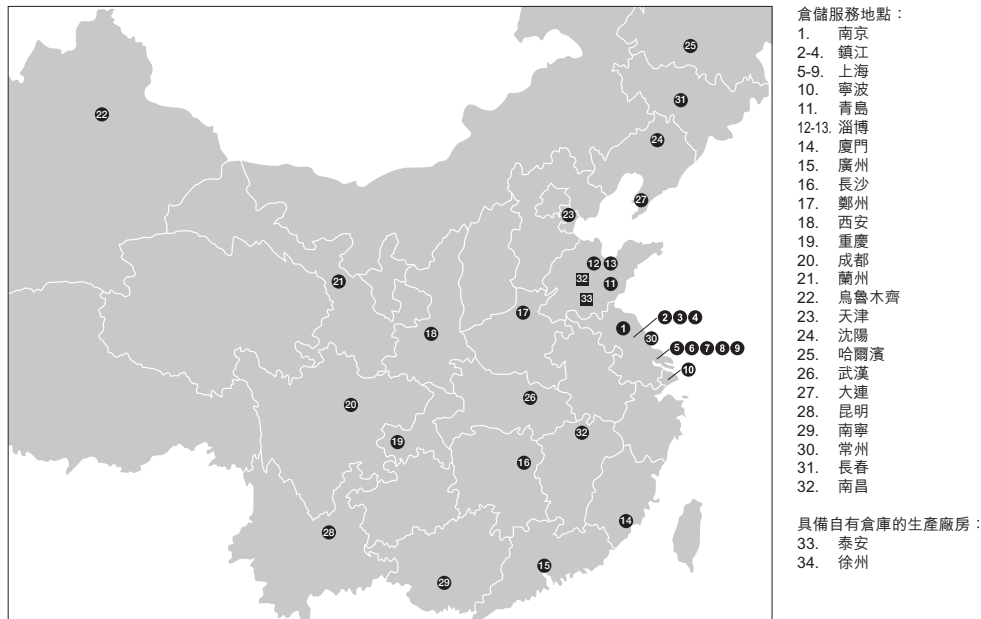 25
31
22
24
27
23
12 13
32
11
21
33
17
2 3 4
1
18
30
5 6 7 8 9
10
26
20
32
19
16
14
28
15
29
倉儲服務地點：
1. 南京
2-4. 鎮江
5-9. 上海
10. 寧波
11. 青島
12-13. 淄博
14. 廈門
15. 廣州
16. 長沙
17. 鄭州
18. 西安
19. 重慶
20. 成都
21. 蘭州
22. 烏魯木齊
23. 天津
24. 沈陽
25. 哈爾濱
26. 武漢
27. 大連
28. 昆明
29. 南寧
30. 常州
31. 長春
32. 南昌
具備自有倉庫的生產廠房：
33. 泰安
34. 徐州